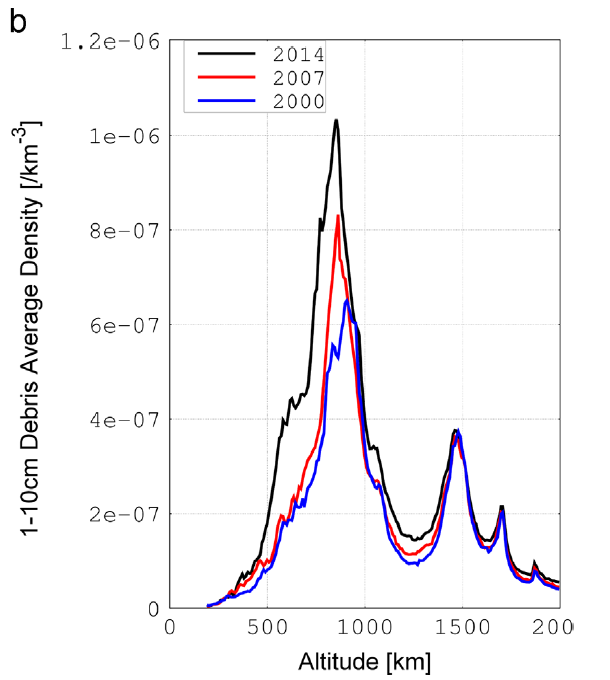 b
1.2e-06
1e-06
8e-07
6e-07
4e-07
2e-07
0
2014
2007
2000
1-10cm Debris Average Density [/km⁻³]
0 500 1000 1500 200
Altitude [km]